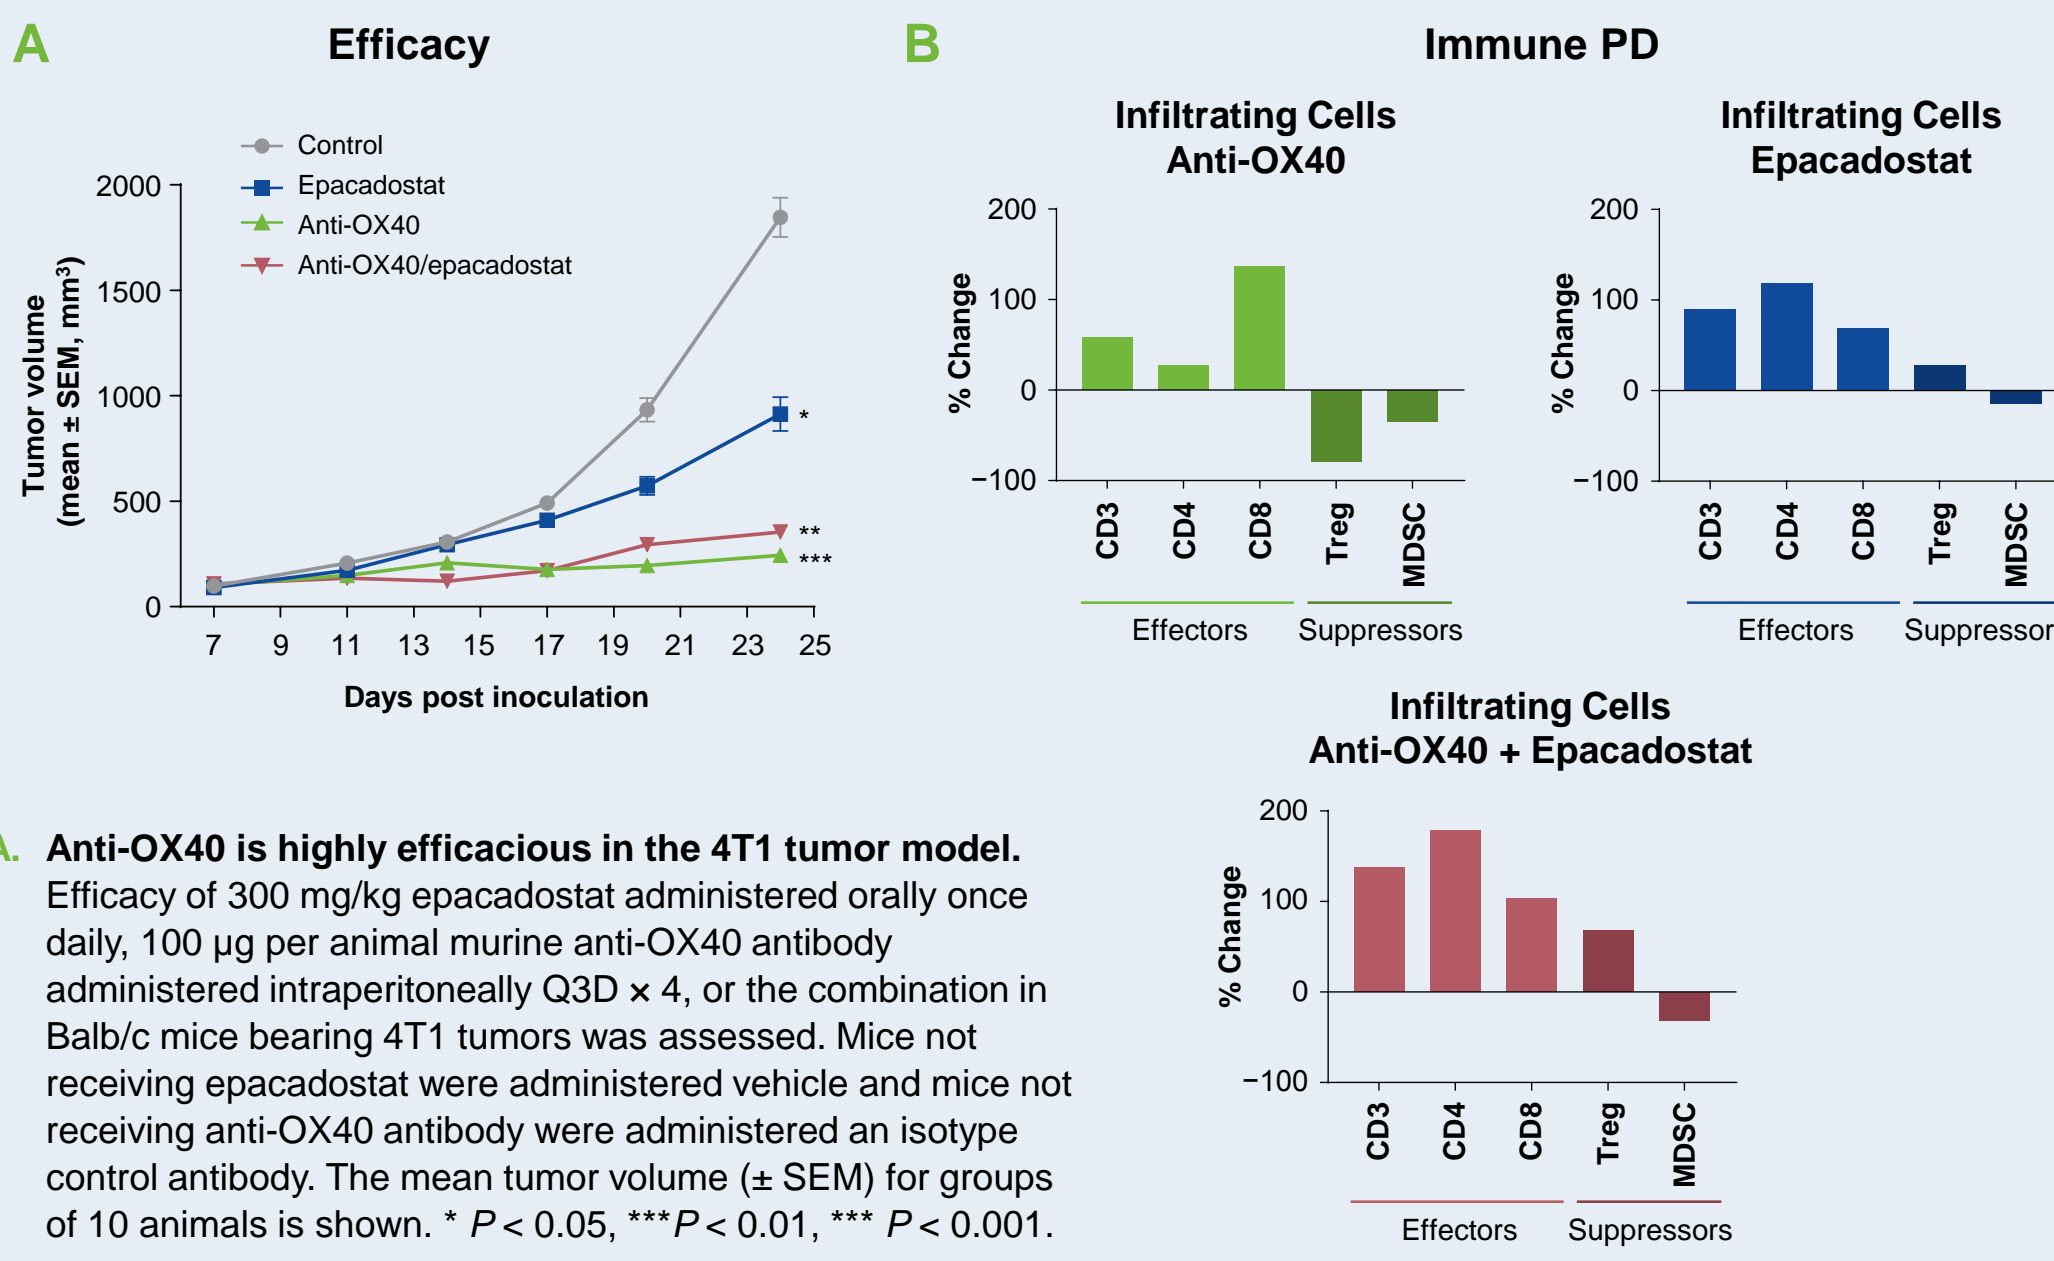 A
Efficacy
Control
Epacadostat
Anti-OX40
Anti-OX40/epacadostat
Tumor volume
(mean ± SEM, mm³)
2000
1500
1000
500
0
*
**
***
7 9 11 13 15 17 19 21 23 25
Days post inoculation
B
Immune PD
Infiltrating Cells
Anti-OX40
% Change
200
100
0
−100
CD3 CD4 CD8 Treg MDSC
Effectors Suppressors
Infiltrating Cells
Epacadostat
% Change
200
100
0
−100
CD3 CD4 CD8 Treg MDSC
Effectors Suppressor
Infiltrating Cells
Anti-OX40 + Epacadostat
% Change
200
100
0
−100
CD3 CD4 CD8 Treg MDSC
Effectors Suppressors
A. Anti-OX40 is highly efficacious in the 4T1 tumor model.
Efficacy of 300 mg/kg epacadostat administered orally once
daily, 100 µg per animal murine anti-OX40 antibody
administered intraperitoneally Q3D × 4, or the combination in
Balb/c mice bearing 4T1 tumors was assessed. Mice not
receiving epacadostat were administered vehicle and mice not
receiving anti-OX40 antibody were administered an isotype
control antibody. The mean tumor volume (± SEM) for groups
of 10 animals is shown. * P < 0.05, ***P < 0.01, *** P < 0.001.